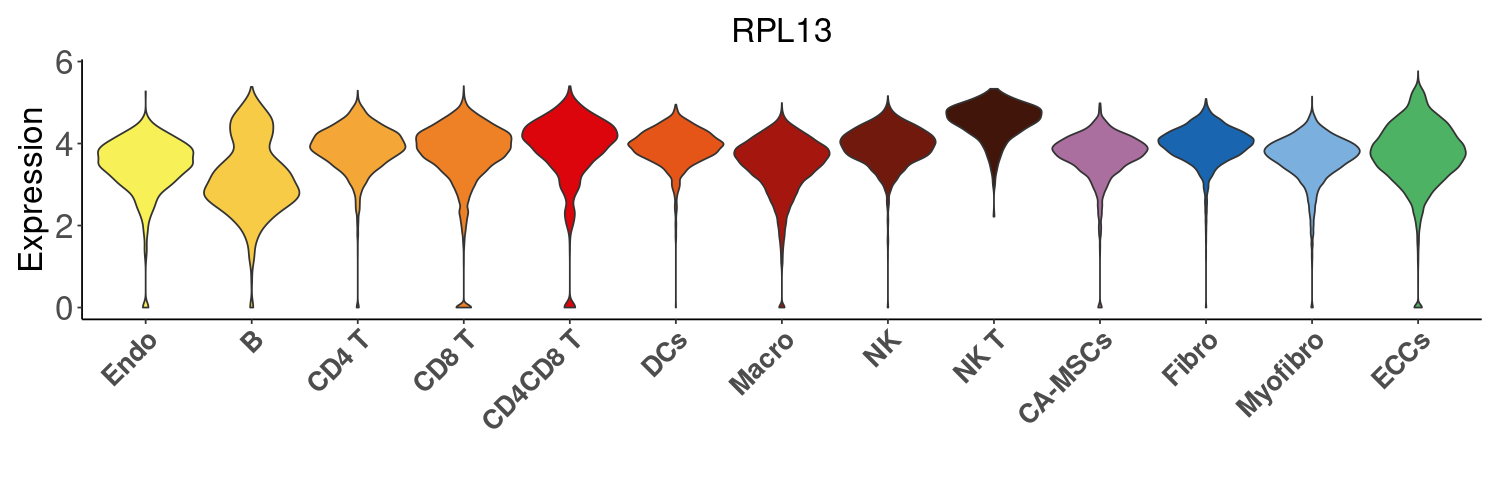 RPL13
Expression
6
4
2
0
Endo
B
CD4 T
CD8 T
CD4CD8 T
DCs
Macro
NK
NK T
CA-MSCs
Fibro
Myofibro
ECCs